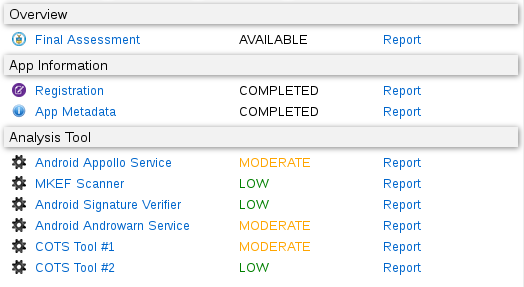 Overview
Final Assessment AVAILABLE Report
App Information
Registration COMPLETED Report
App Metadata COMPLETED Report
Analysis Tool
Android Appollo Service MODERATE Report
MKEF Scanner LOW Report
Android Signature Verifier LOW Report
Android Androwarn Service MODERATE Report
COTS Tool #1 MODERATE Report
COTS Tool #2 LOW Report